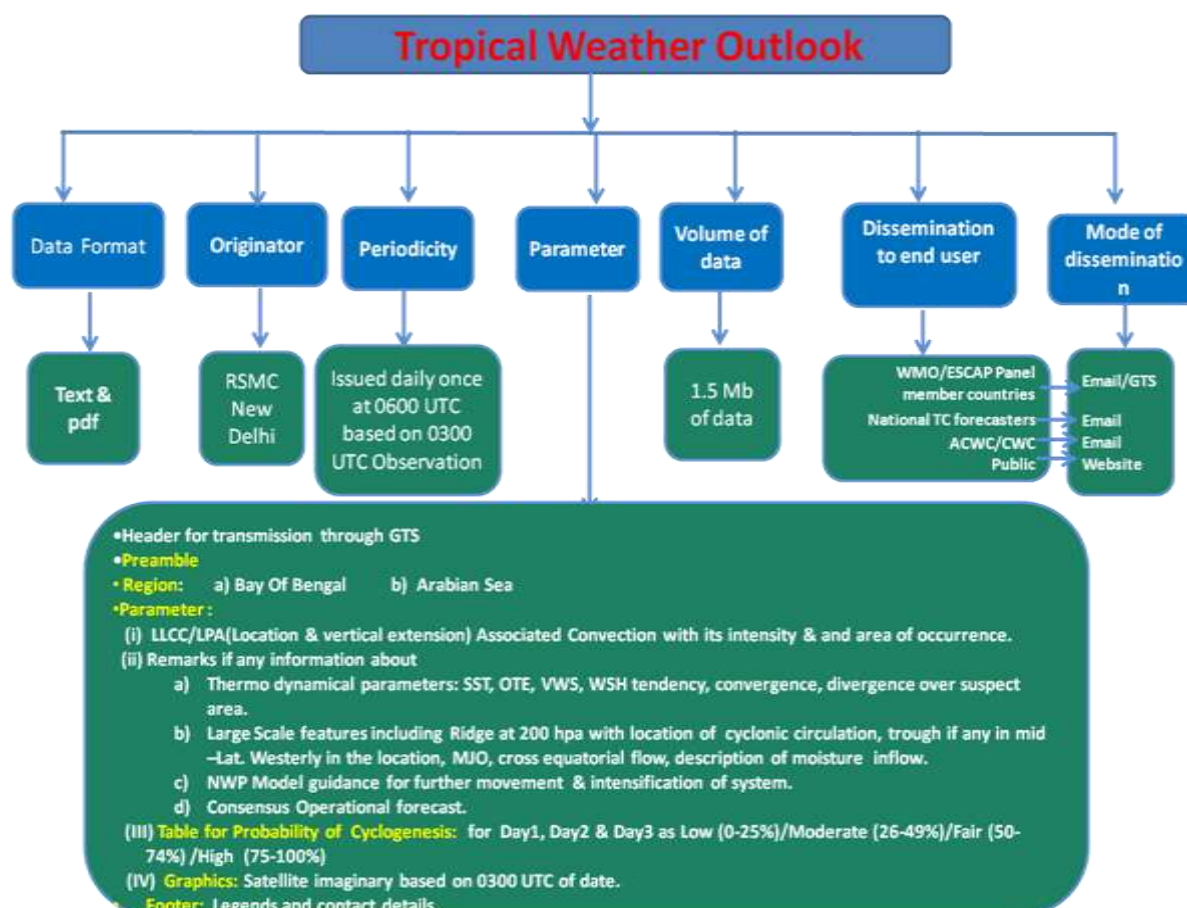 Tropical Weather Outlook
Data Format
Originator
Periodicity
Parameter
Volume of
data
Dissemination
to end user
Mode of
disseminatio
n
Text &
pdf
RSMC
New
Delhi
Issued daily once
at 0600 UTC
based on 0300
UTC Observation
1.5 Mb
of data
WMO/ESCAP Panel
member countries
National TC forecasters
ACWC/CWC
Public
Email/GTS
Email
Email
Website
•Header for transmission through GTS
•Preamble
• Region: a) Bay Of Bengal b) Arabian Sea
•Parameter :
(i) LLCC/LPA(Location & vertical extension) Associated Convection with its intensity & and area of occurrence.
(ii) Remarks if any information about
a) Thermo dynamical parameters: SST, OTE, VWS, WSH tendency, convergence, divergence over suspect
area.
b) Large Scale features including Ridge at 200 hpa with location of cyclonic circulation, trough if any in mid
–Lat. Westerly in the location, MJO, cross equatorial flow, description of moisture inflow.
c) NWP Model guidance for further movement & intensification of system.
d) Consensus Operational forecast.
(III) Table for Probability of Cyclogenesis: for Day1, Day2 & Day3 as Low (0-25%)/Moderate (26-49%)/Fair (50-
74%) /High (75-100%)
(IV) Graphics: Satellite imaginary based on 0300 UTC of date.
• Footer: Legends and contact details